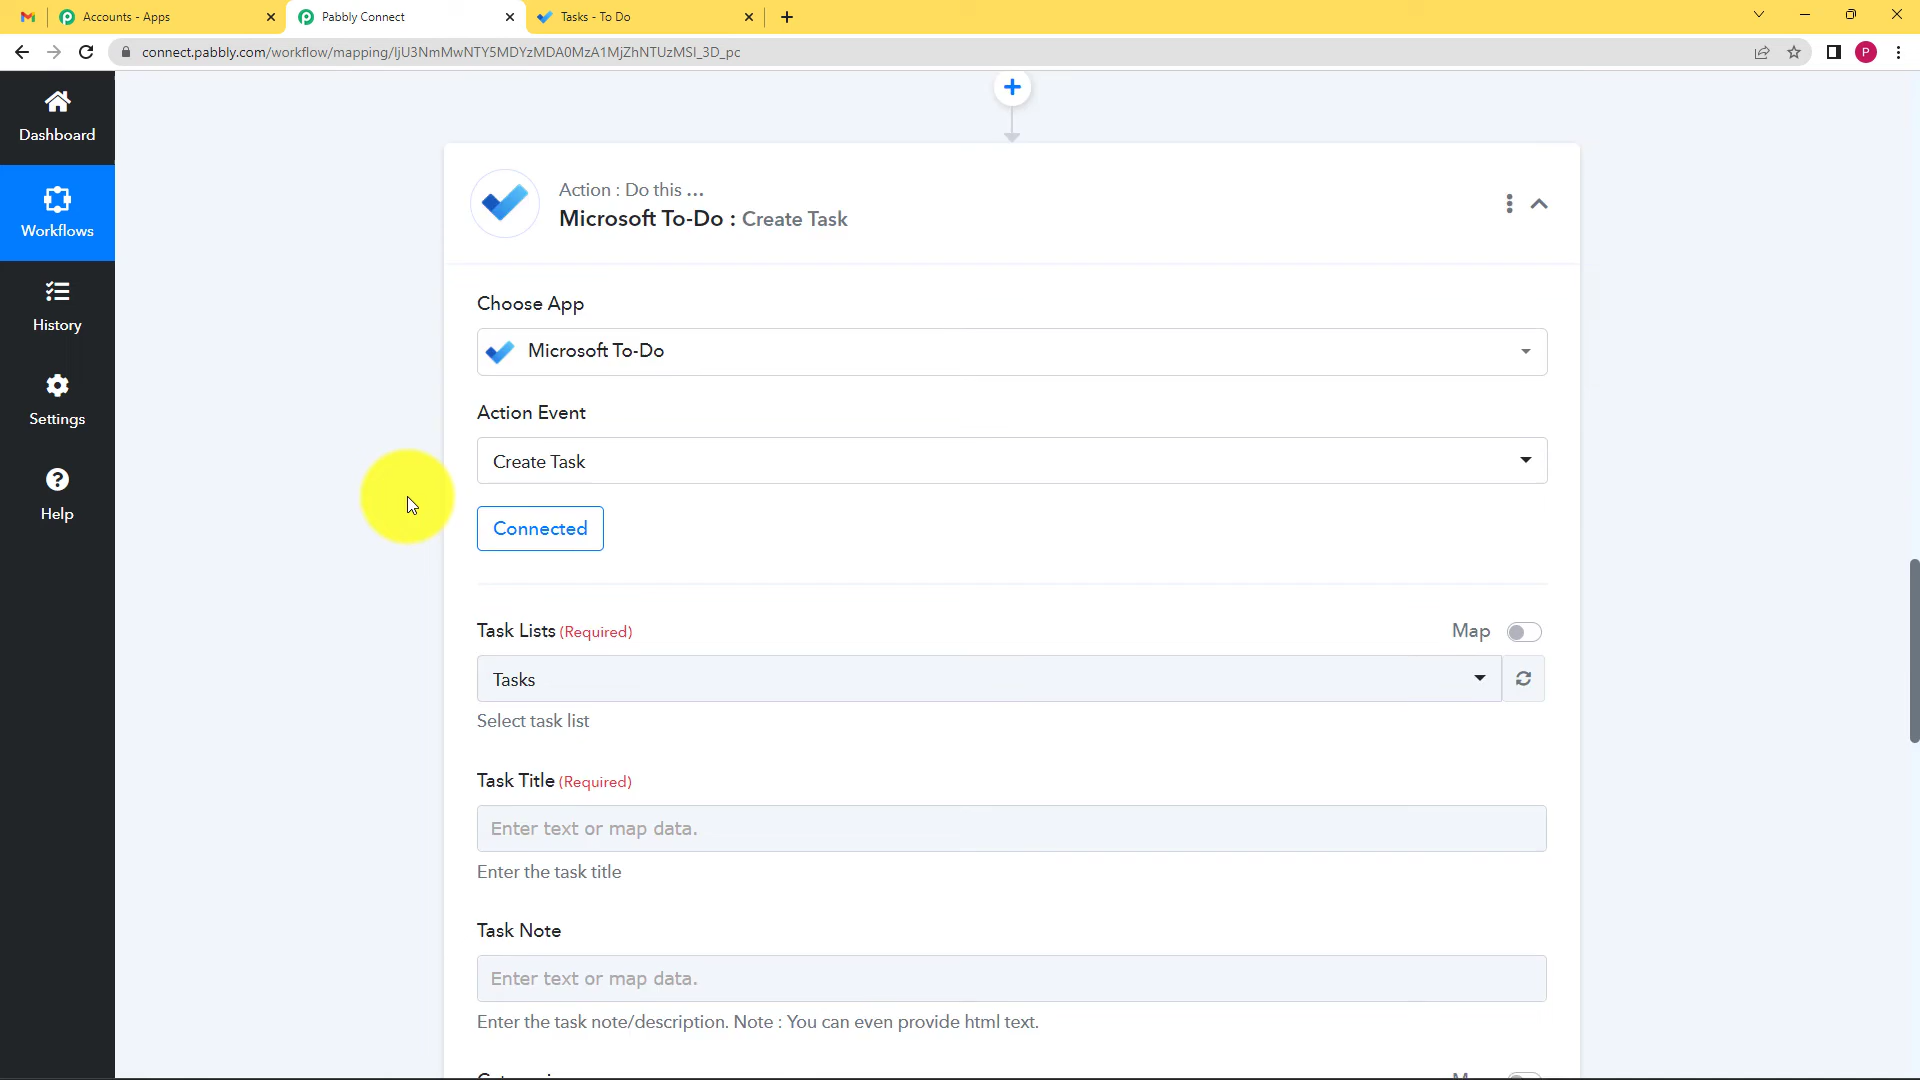 Accounts - Apps
Pabbly Connect
Tasks - To Do
connect.pabbly.com/workflow/mapping/IjU3NmMwNTY5MDYzMDA0MzA1MjZhNTUzMSI_3D_pc
P
Dashboard
Workflows
History
Settings
Help
Action : Do this ...
Microsoft To-Do : Create Task
Choose App
Microsoft To-Do
Action Event
Create Task
Connected
Task Lists (Required)
Map
Tasks
Select task list
Task Title (Required)
Enter text or map data.
Enter the task title
Task Note
Enter text or map data.
Enter the task note/description. Note : You can even provide html text.